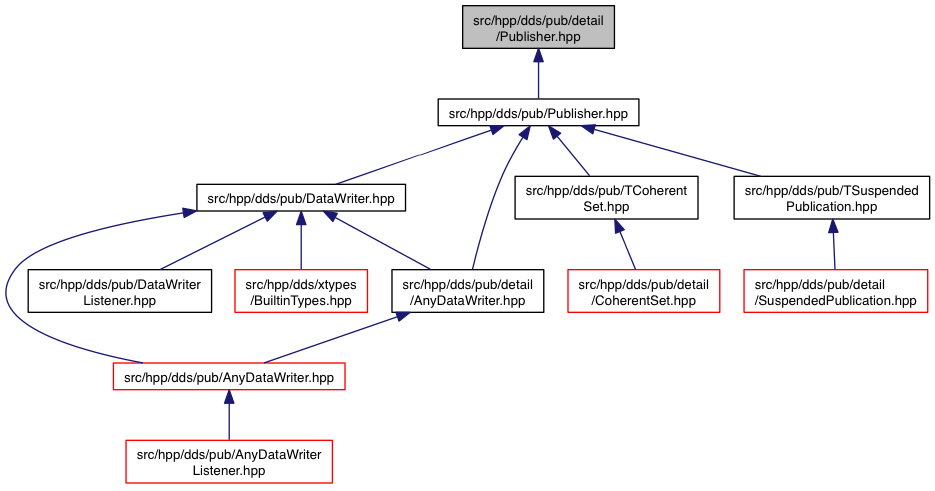 src/hpp/dds/pub/detail
/Publisher.hpp
src/hpp/dds/pub/Publisher.hpp
src/hpp/dds/pub/DataWriter.hpp
src/hpp/dds/pub/TCoherent
Set.hpp
src/hpp/dds/pub/TSuspended
Publication.hpp
src/hpp/dds/pub/DataWriter
Listener.hpp
src/hpp/dds/xtypes
/BuiltinTypes.hpp
src/hpp/dds/pub/detail
/AnyDataWriter.hpp
src/hpp/dds/pub/detail
/CoherentSet.hpp
src/hpp/dds/pub/detail
/SuspendedPublication.hpp
src/hpp/dds/pub/AnyDataWriter.hpp
src/hpp/dds/pub/AnyDataWriter
Listener.hpp